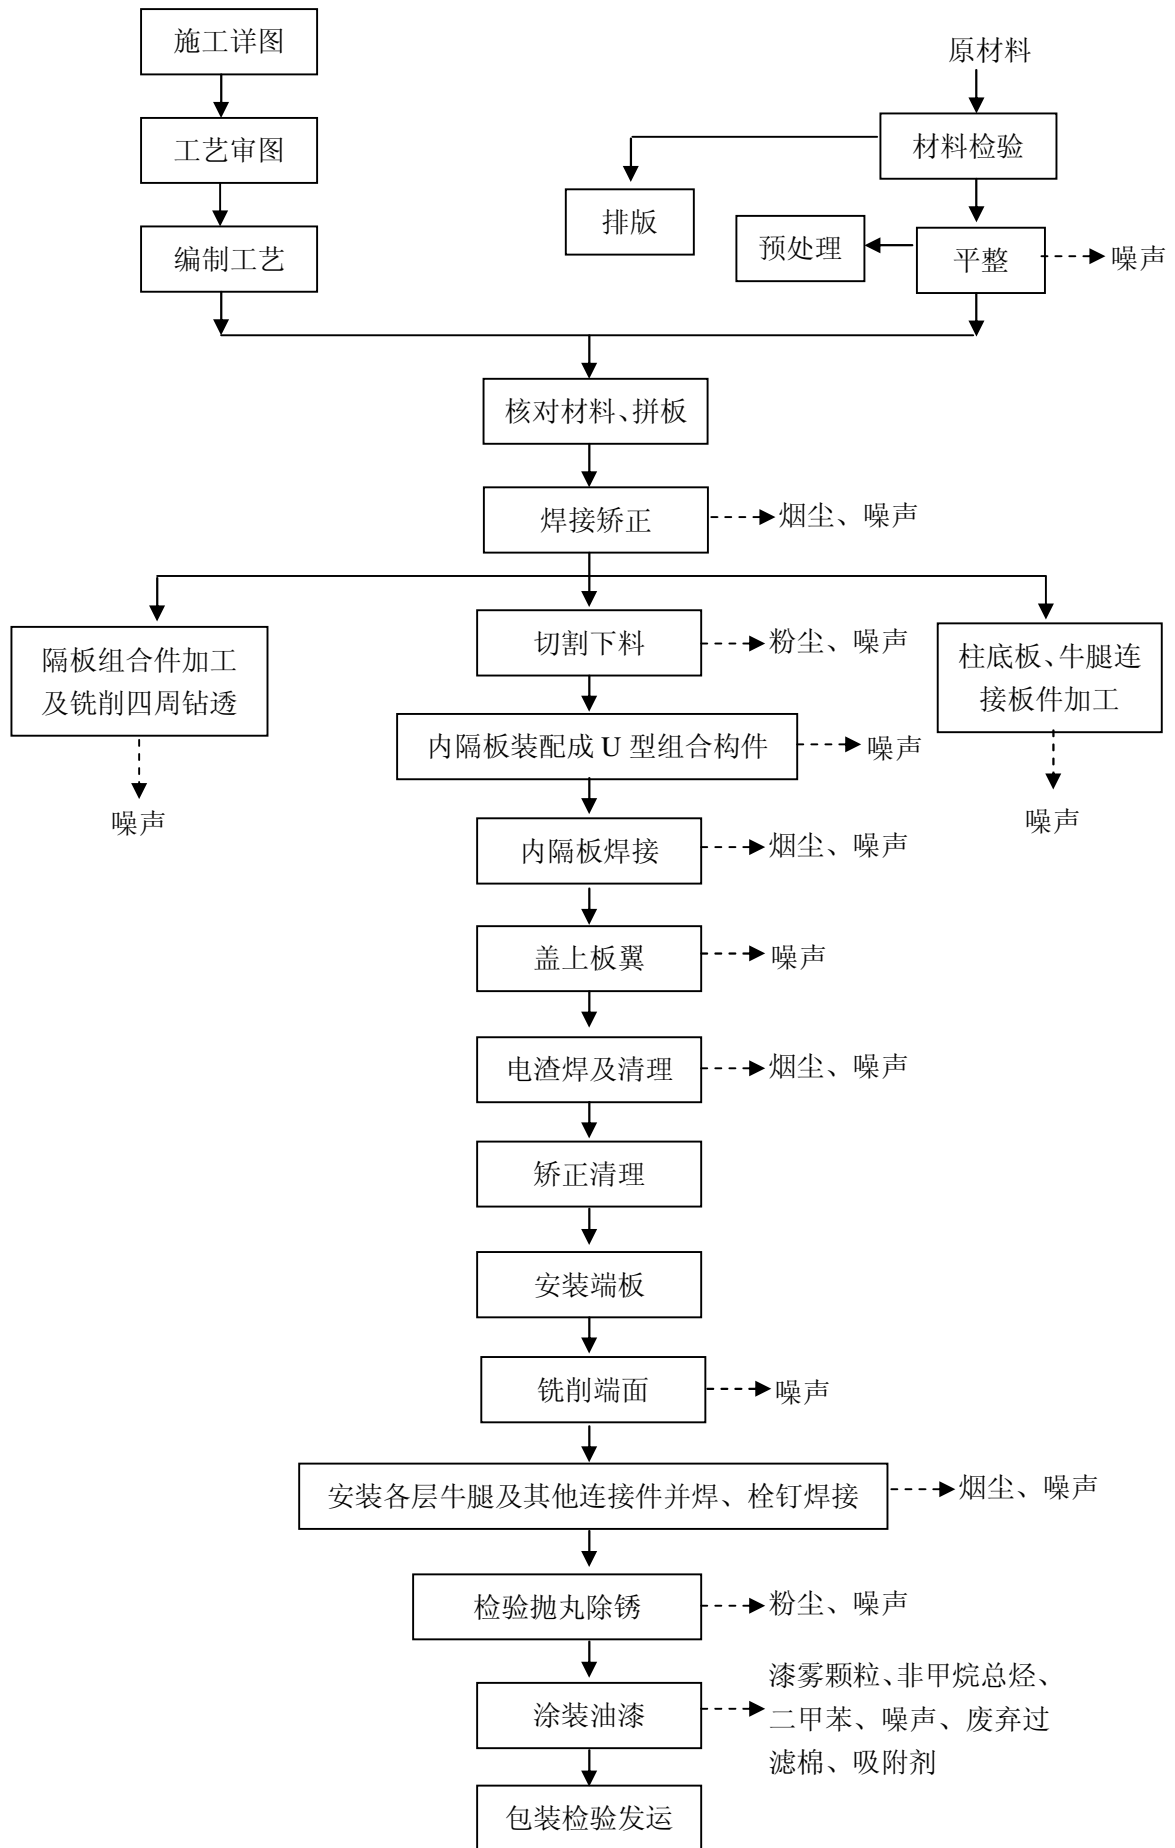 施工详图
原材料
工艺审图
材料检验
排版
预处理
编制工艺
平整
噪声
核对材料、拼板
焊接矫正
烟尘、噪声
隔板组合件加工
及铣削四周钻透
噪声
切割下料
粉尘、噪声
柱底板、牛腿连
接板件加工
噪声
内隔板装配成 U 型组合构件
噪声
内隔板焊接
烟尘、噪声
盖上板翼
噪声
电渣焊及清理
烟尘、噪声
矫正清理
安装端板
铣削端面
噪声
安装各层牛腿及其他连接件并焊、栓钉焊接
烟尘、噪声
检验抛丸除锈
粉尘、噪声
涂装油漆
漆雾颗粒、非甲烷总烃、
二甲苯、噪声、废弃过
滤棉、吸附剂
包装检验发运